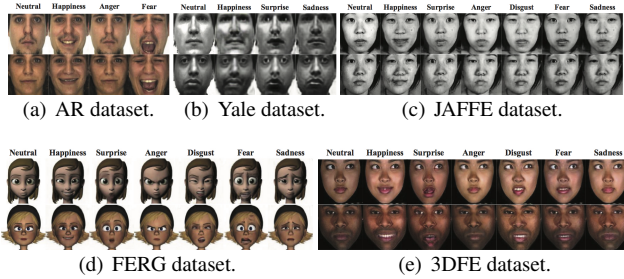 Neutral Happiness Anger Fear
Neutral Happiness Surprise Sadness
Neutral Happiness Surprise Anger Disgust Fear Sadness
(a) AR dataset.
(b) Yale dataset.
(c) JAFFE dataset.
Neutral Happiness Surprise Anger Disgust Fear Sadness
Neutral Happiness Surprise Anger Disgust Fear Sadness
(d) FERG dataset.
(e) 3DFE dataset.